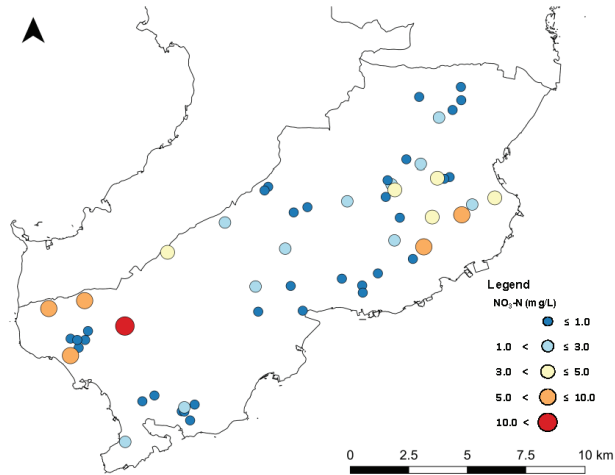 Legend
NO₃-N (mg/L)
≤ 1.0
1.0 < ≤ 3.0
3.0 < ≤ 5.0
5.0 < ≤ 10.0
10.0 <
0 2.5 5 7.5 10 km